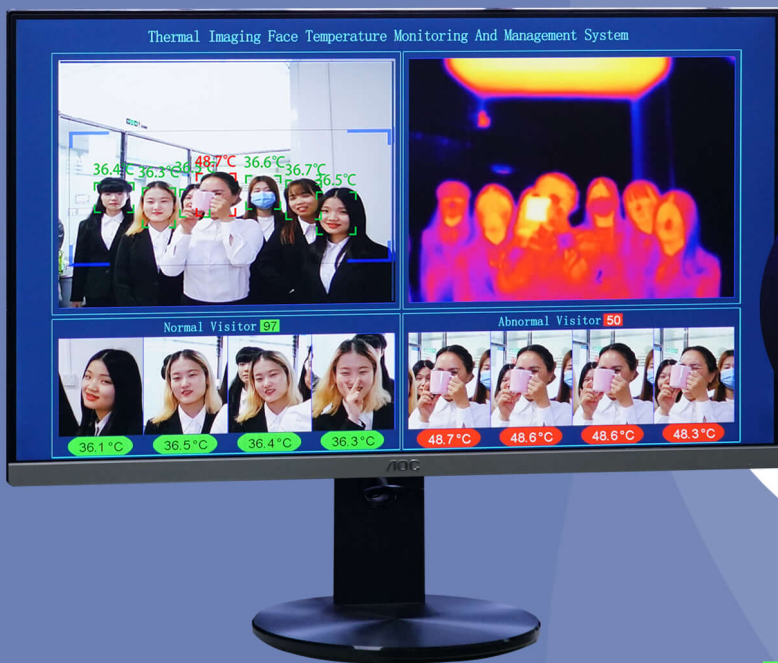 Thermal Imaging Face Temperature Monitoring And Management System
36.4℃
36.3℃
48.7℃
36.6℃
36.7℃
36.5℃
Normal Visitor 97
Abnormal Visitor 50
36.1°C
36.5°C
36.4°C
36.3°C
48.7°C
48.6°C
48.6°C
48.3°C
AOC